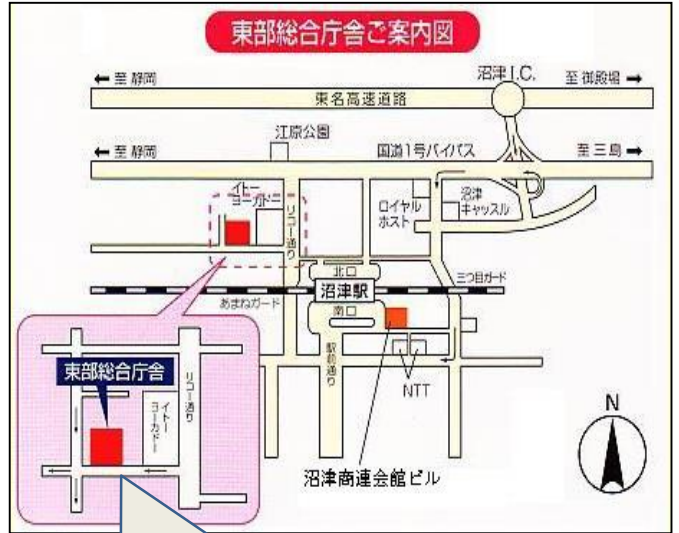 東部総合庁舎ご案内図
沼津I.C.
← 至 静岡
至 御殿場 →
東名高速道路
江原公園
← 至 静岡
国道1号バイパス
至 三島 →
イトー
ヨーカドー
リコー通り
ロイヤル
ホスト
沼津
キャッスル
北口
沼津駅
三つ目ガード
あまねガード
南口
駅前通り
NTT
東部総合庁舎
リコー通り
イトー
ヨーカドー
沼津商連会館ビル
N